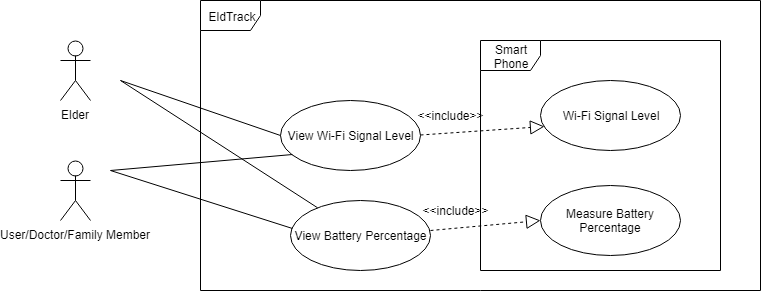 EldTrack
Smart
Phone
Elder
<<include>>
Wi-Fi Signal Level
View Wi-Fi Signal Level
User/Doctor/Family Member
<<include>>
View Battery Percentage
Measure Battery
Percentage